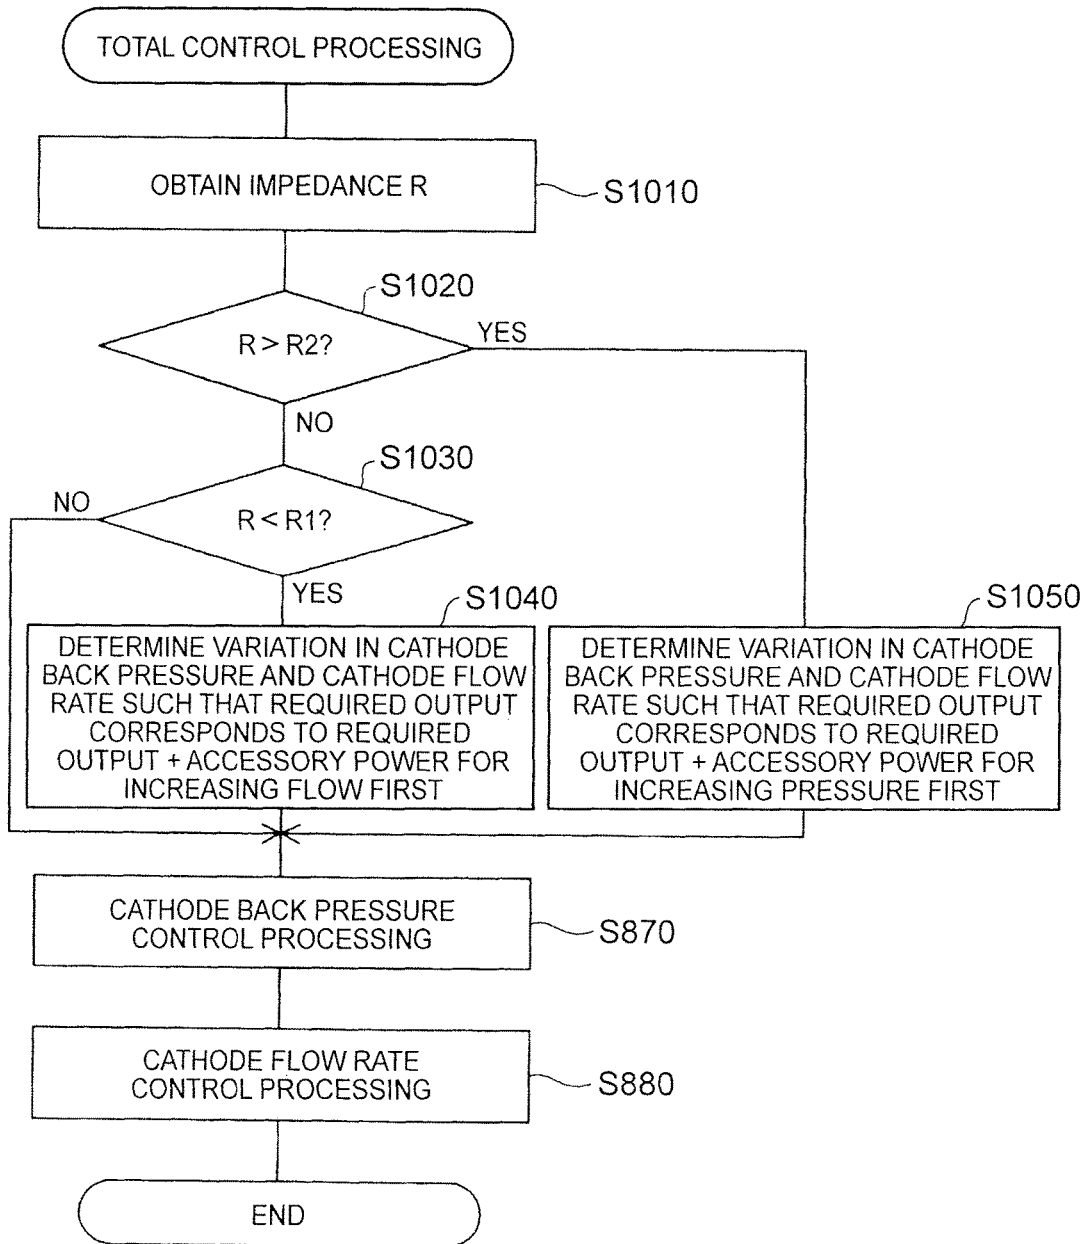 TOTAL CONTROL PROCESSING
OBTAIN IMPEDANCE R
S1010
S1020
R > R2?
YES
NO
S1030
NO
R < R1?
YES
S1040
DETERMINE VARIATION IN CATHODE
BACK PRESSURE AND CATHODE FLOW
RATE SUCH THAT REQUIRED OUTPUT
CORRESPONDS TO REQUIRED
OUTPUT + ACCESSORY POWER FOR
INCREASING FLOW FIRST
S1050
DETERMINE VARIATION IN CATHODE
BACK PRESSURE AND CATHODE FLOW
RATE SUCH THAT REQUIRED OUTPUT
CORRESPONDS TO REQUIRED
OUTPUT + ACCESSORY POWER FOR
INCREASING PRESSURE FIRST
CATHODE BACK PRESSURE
CONTROL PROCESSING
S870
CATHODE FLOW RATE
CONTROL PROCESSING
S880
END